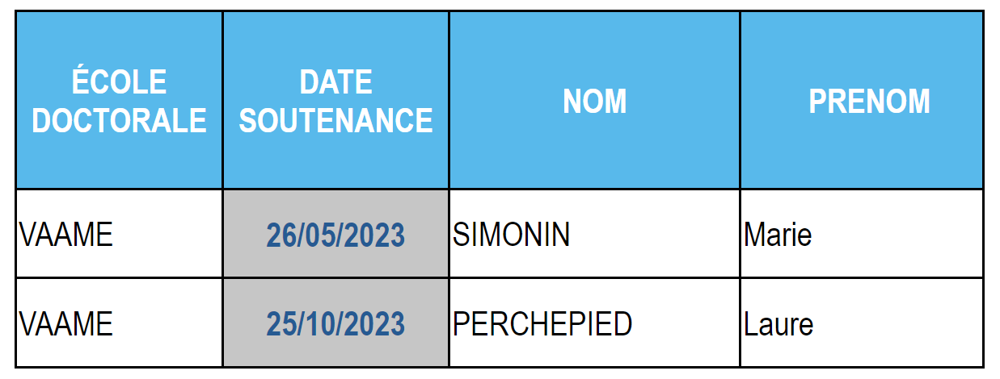 ÉCOLE DOCTORALE
DATE SOUTENANCE
NOM
PRENOM
VAAME 26/05/2023 SIMONIN Marie
VAAME 25/10/2023 PERCHEPIED Laure